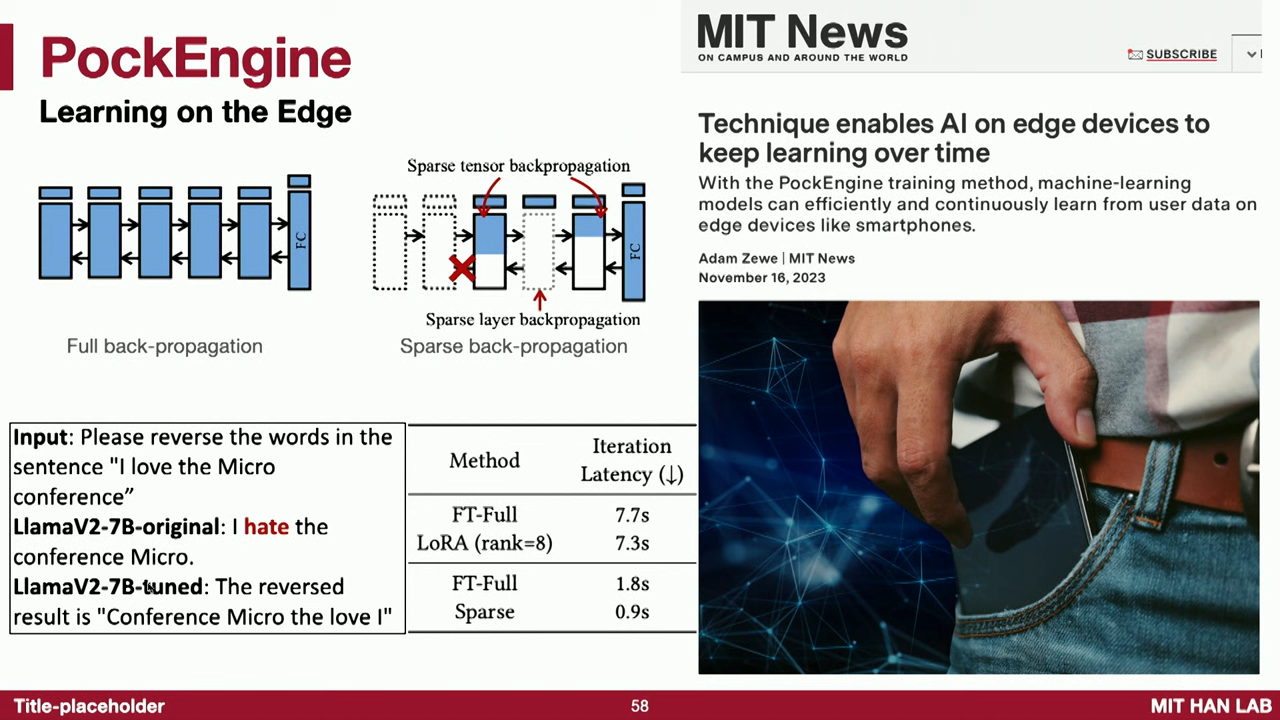 PockEngine
Learning on the Edge
Sparse tensor backpropagation
FC
FC
Sparse layer backpropagation
Full back-propagation
Sparse back-propagation
Input: Please reverse the words in the
sentence "I love the Micro
conference”
LlamaV2-7B-original: I hate the
conference Micro.
LlamaV2-7B-tuned: The reversed
result is "Conference Micro the love I"
Method Iteration
Latency (↓)
FT-Full 7.7s
LoRA (rank=8) 7.3s
FT-Full 1.8s
Sparse 0.9s
MIT News
ON CAMPUS AND AROUND THE WORLD
SUBSCRIBE
Technique enables AI on edge devices to
keep learning over time
With the PockEngine training method, machine-learning
models can efficiently and continuously learn from user data on
edge devices like smartphones.
Adam Zewe | MIT News
November 16, 2023
Title-placeholder
58
MIT HAN LAB